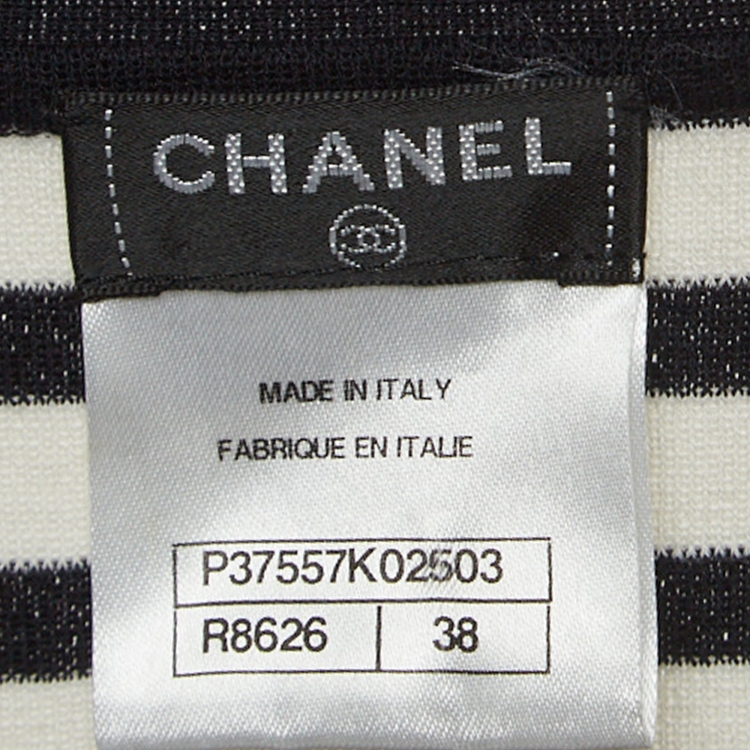 CHANEL
MADE IN ITALY
FABRIQUE EN ITALIE
P37557K02503
R8626 38